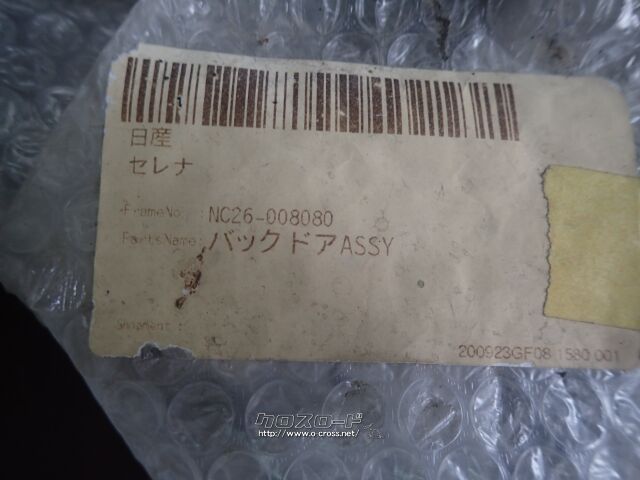 日産
セレナ
FrameNo. :NC26-008080
PartsName:バックドアASSY
200923GF08 1580 001
クロスロード
http://www.o-cross.net/